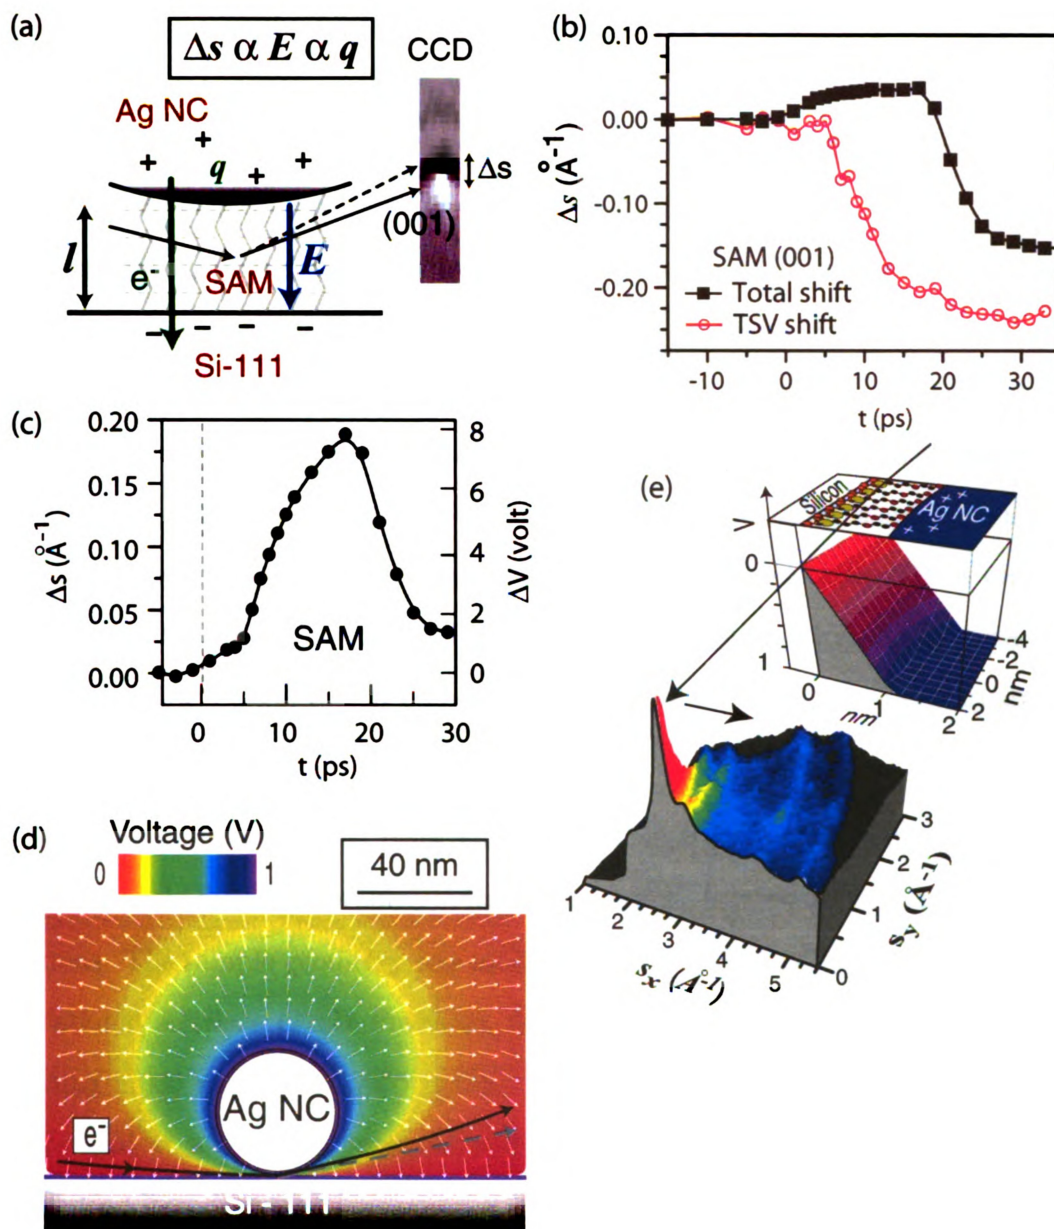 (a)
Δs α E α q
CCD
Ag NC
+ + + + +
q
Δs
(001)
l
e-
SAM
E
- - - - -
Si-111
(b)
0.10
0.00
-0.10
-0.20
Δs (Å-1)
SAM (001)
Total shift
TSV shift
-10 0 10 20 30
t (ps)
(c)
0.20
0.15
0.10
0.05
0.00
Δs (Å-1)
8
6
4
2
0
ΔV (volt)
SAM
0 10 20 30
t (ps)
(e)
Silicon
Ag NC
+ + + +
V
0
1
0 1 2
nm
-4
-2
0
2
nm
1 2 3 4 5
sx (Å-1)
0
1
2
3
sy (Å-1)
(d)
Voltage (V)
0 1
40 nm
Ag NC
e-
Si - 111